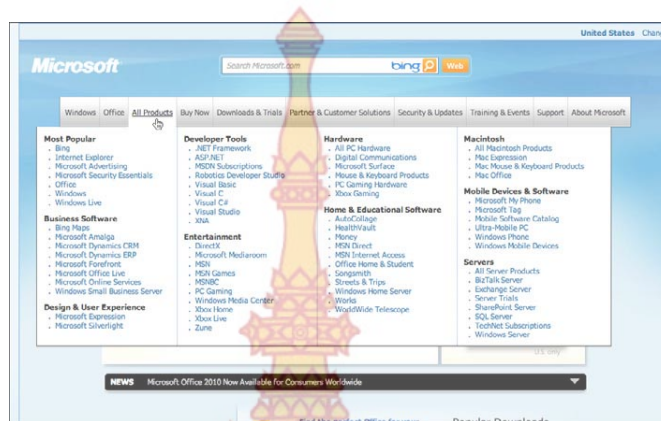 United States
Microsoft
Search Microsoft.com bing Web
Windows Office All Products Buy Now Downloads & Trials Partner & Customer Solutions Security & Updates Training & Events Support About Microsoft
Most Popular
Bing
Internet Explorer
Microsoft Advertising
Microsoft Security Essentials
Office
Windows
Windows Live
Business Software
Bing Maps
Microsoft Amalga
Microsoft Dynamics CRM
Microsoft Dynamics ERP
Microsoft Forefront
Microsoft Office Live
Microsoft Online Services
Windows Small Business Server
Design & User Experience
Microsoft Expression
Microsoft Silverlight
Developer Tools
.NET Framework
ASP.NET
MSDN Subscriptions
Robotics Developer Studio
Visual Basic
Visual C
Visual C#
Visual Studio
XNA
Entertainment
DirectX
Microsoft Mediaroom
MSN
MSN Games
MSNBC
PC Gaming
Windows Media Center
Xbox Home
Xbox Live
Zune
Hardware
All PC Hardware
Digital Communications
Microsoft Surface
Mouse & Keyboard Products
PC Gaming Hardware
Xbox Gaming
Home & Educational Software
AutoCollage
HealthVault
Money
MSN Direct
MSN Internet Access
Office Home & Student
Songsmith
Streets & Trips
Windows Home Server
Works
WorldWide Telescope
Macintosh
All Macintosh Products
Mac Expression
Mac Mouse & Keyboard Products
Mac Office
Mobile Devices & Software
Microsoft My Phone
Microsoft Tag
Mobile Software Catalog
Ultra-Mobile PC
Windows Phone
Windows Mobile Devices
Servers
All Server Products
BizTalk Server
Exchange Server
Server Trials
SharePoint Server
SQL Server
TechNet Subscriptions
Windows Server
U.S. only
NEWS Microsoft Office 2010 Now Available for Consumers Worldwide
Popular Downloads